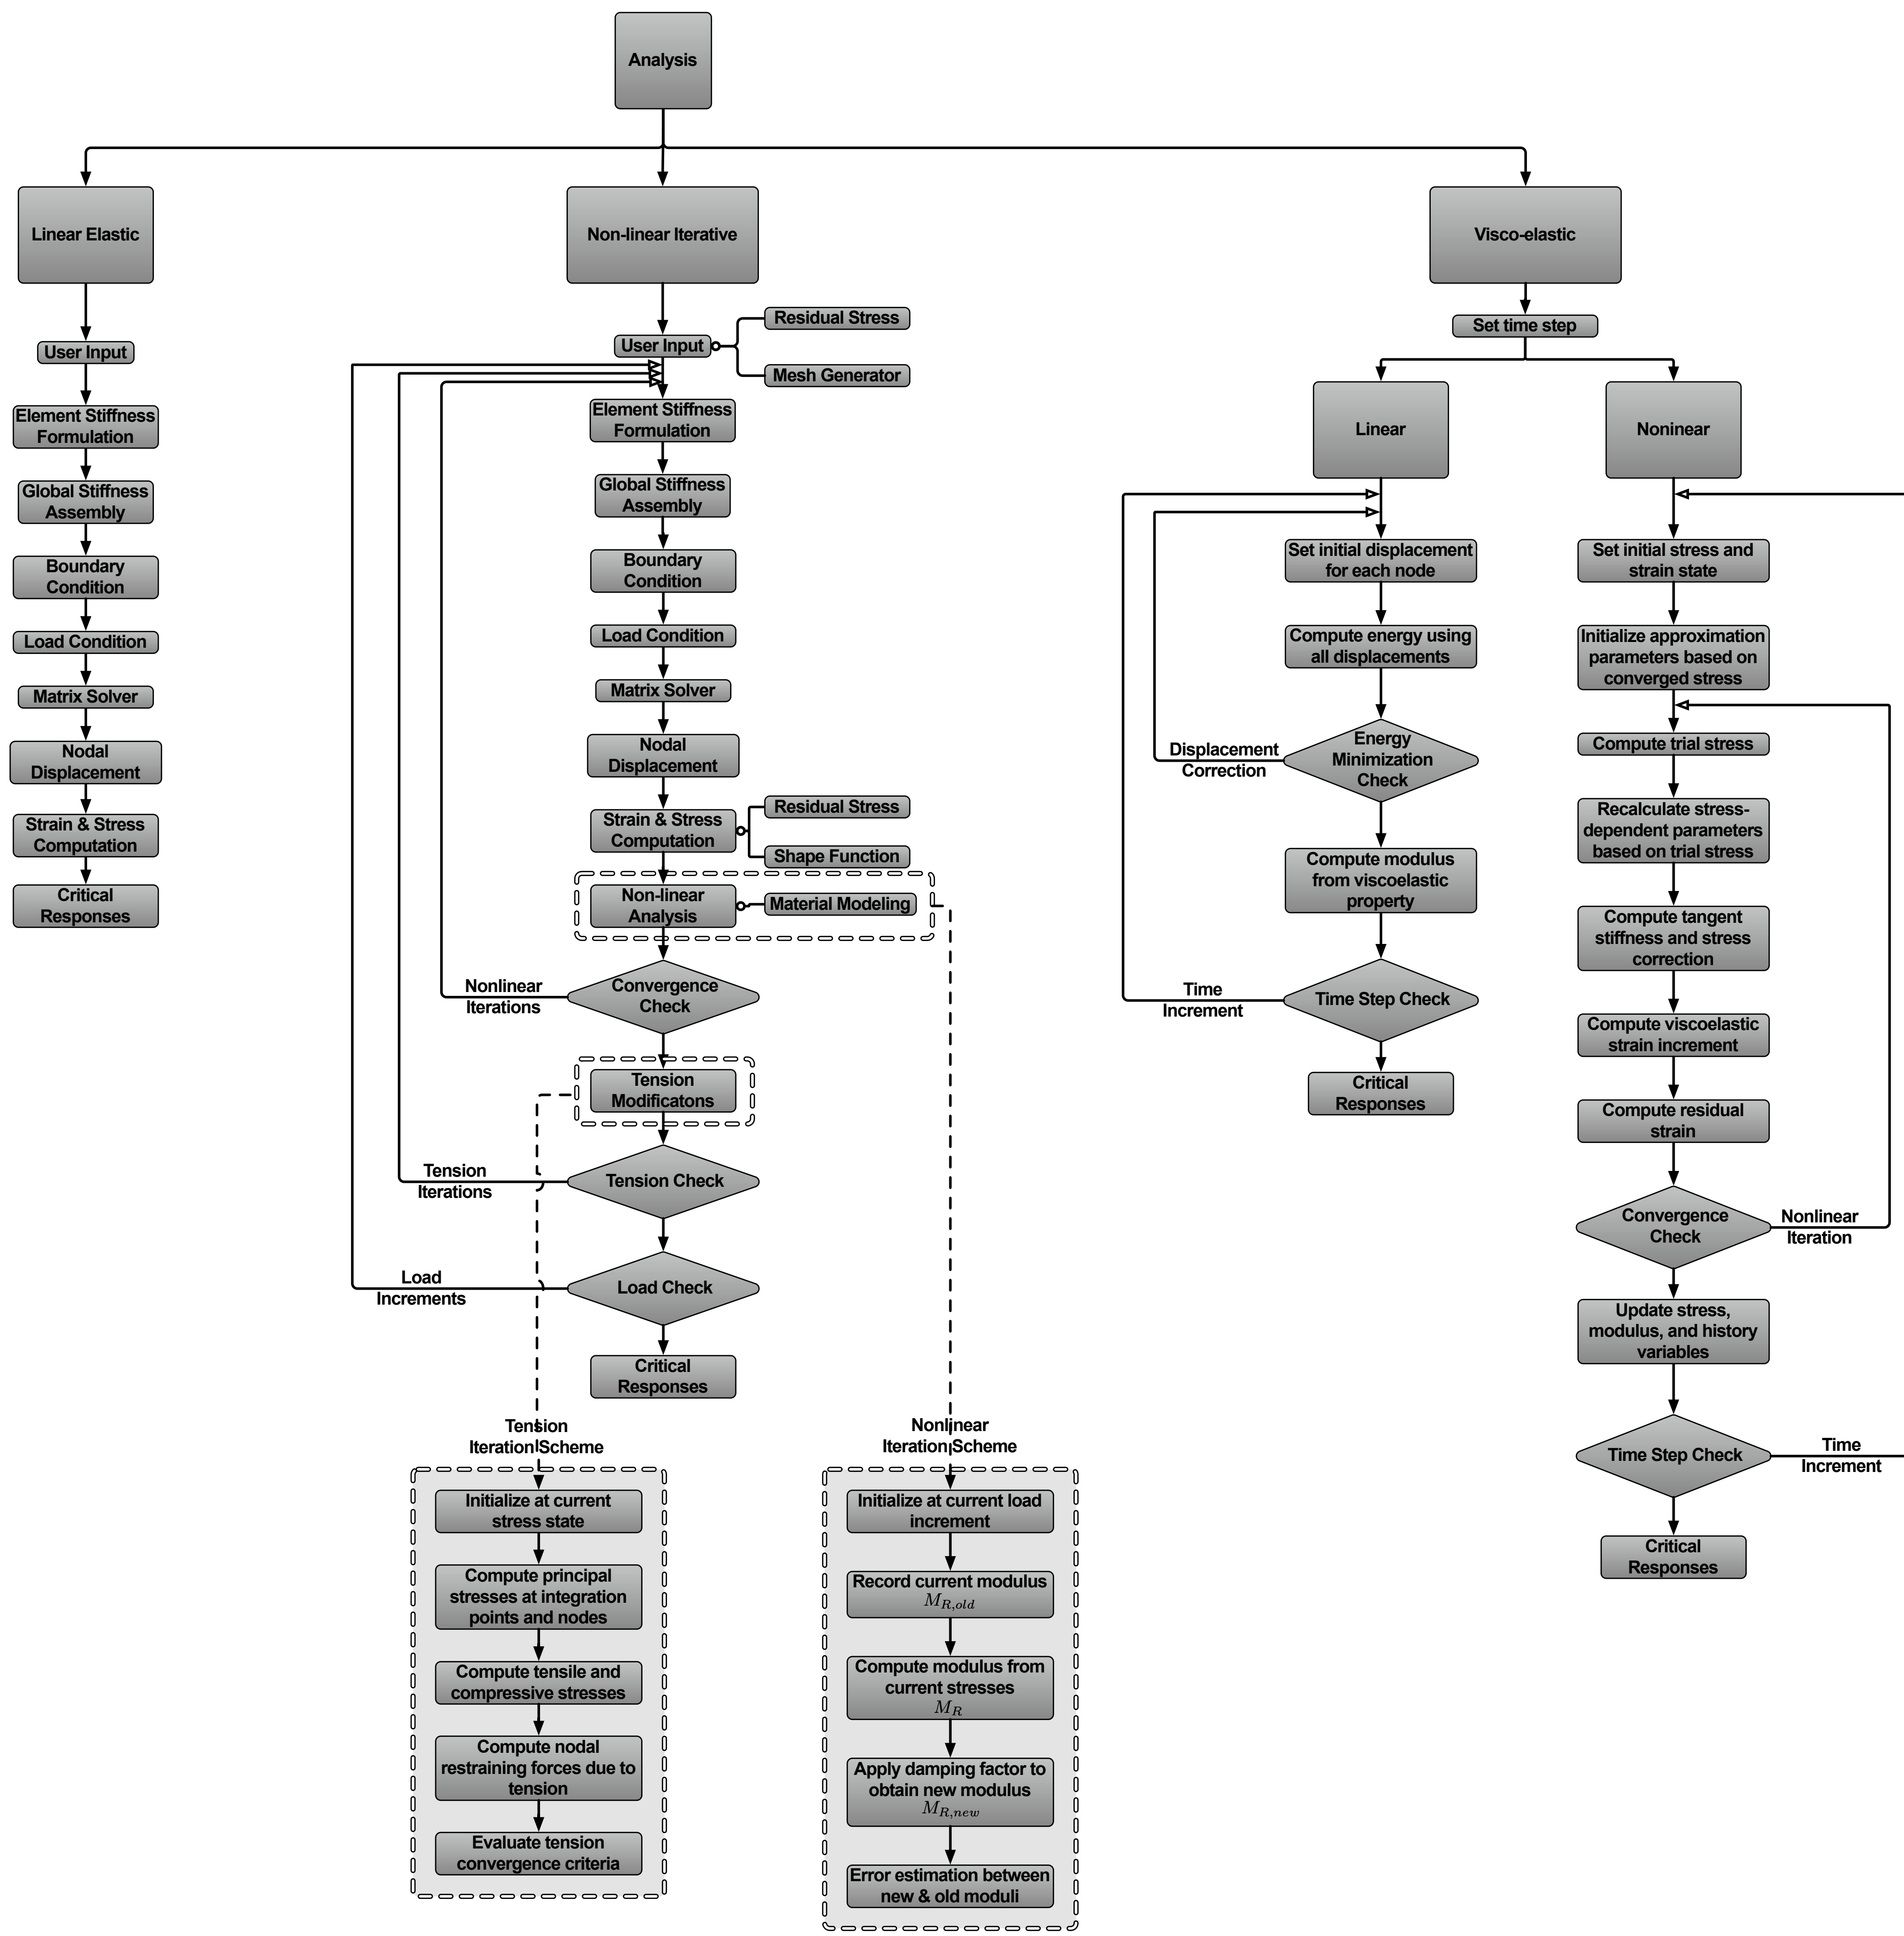 Analysis
Linear Elastic
User Input
Element Stiffness
Formulation
Global Stiffness
Assembly
Boundary
Condition
Load Condition
Matrix Solver
Nodal
Displacement
Strain & Stress
Computation
Critical
Responses
Non-linear Iterative
User Input
Residual Stress
Mesh Generator
Element Stiffness
Formulation
Global Stiffness
Assembly
Boundary
Condition
Load Condition
Matrix Solver
Nodal
Displacement
Strain & Stress
Computation
Residual Stress
Shape Function
Non-linear
Analysis
Material Modeling
Convergence
Check
Nonlinear
Iterations
Tension
Modificatons
Tension Check
Tension
Iterations
Load Check
Load
Increments
Critical
Responses
Tension
Iteration Scheme
Initialize at current
stress state
Compute principal
stresses at integration
points and nodes
Compute tensile and
compressive stresses
Compute nodal
restraining forces due to
tension
Evaluate tension
convergence criteria
Nonlinear
Iteration Scheme
Initialize at current load
increment
Record current modulus
M_{R,old}
Compute modulus from
current stresses
M_R
Apply damping factor to
obtain new modulus
M_{R,new}
Error estimation between
new & old moduli
Visco-elastic
Set time step
Linear
Set initial displacement
for each node
Compute energy using
all displacements
Energy
Minimization
Check
Displacement
Correction
Compute modulus
from viscoelastic
property
Time Step Check
Time
Increment
Critical
Responses
Noninear
Set initial stress and
strain state
Initialize approximation
parameters based on
converged stress
Compute trial stress
Recalculate stress-
dependent parameters
based on trial stress
Compute tangent
stiffness and stress
correction
Compute viscoelastic
strain increment
Compute residual
strain
Convergence
Check
Nonlinear
Iteration
Update stress,
modulus, and history
variables
Time Step Check
Time
Increment
Critical
Responses